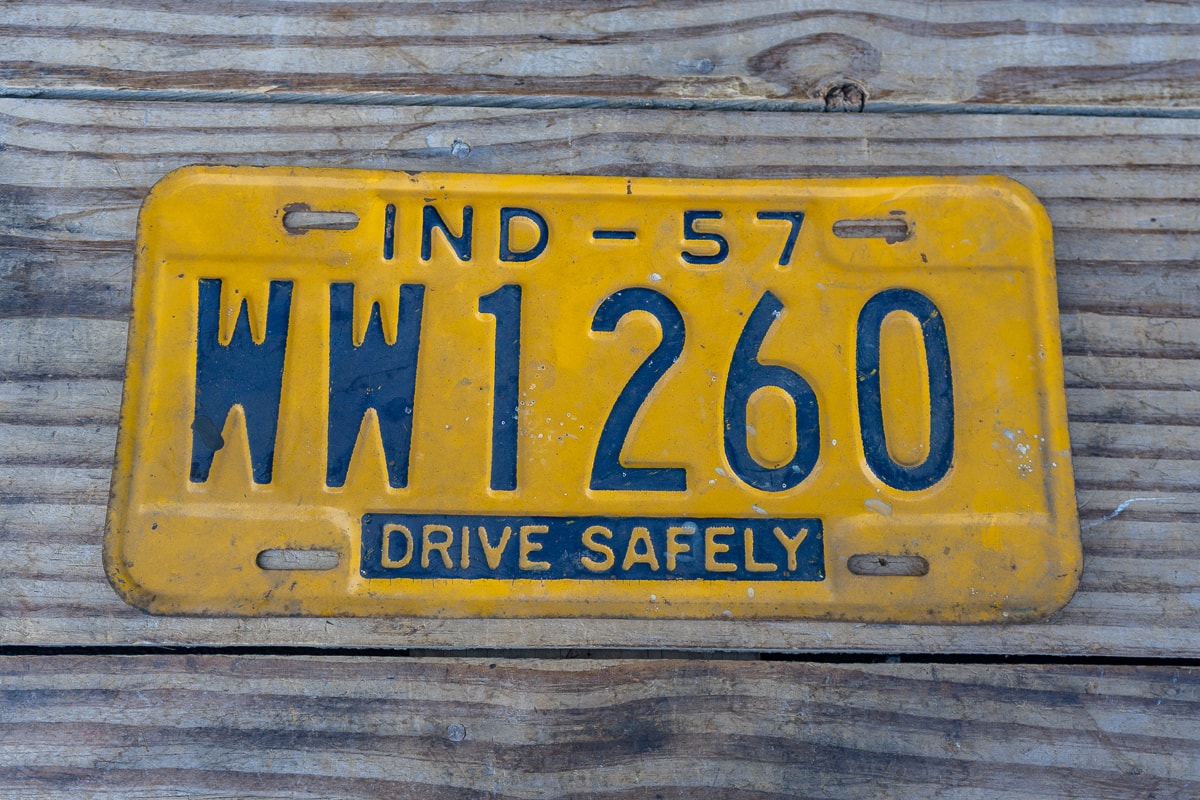 IND - 57
WW1260
DRIVE SAFELY